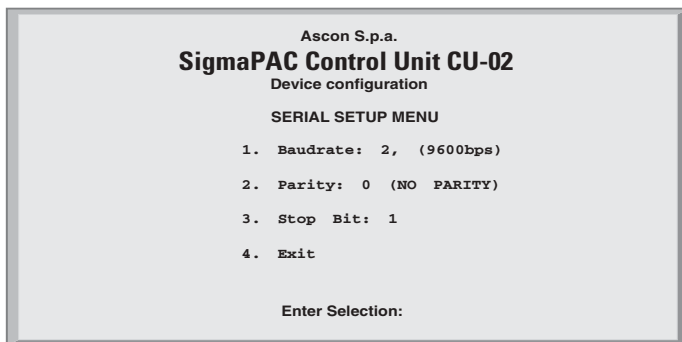 Ascon S.p.a.
SigmaPAC Control Unit CU-02
Device configuration
SERIAL SETUP MENU
1. Baudrate: 2, (9600bps)
2. Parity: 0 (NO PARITY)
3. Stop Bit: 1
4. Exit
Enter Selection: